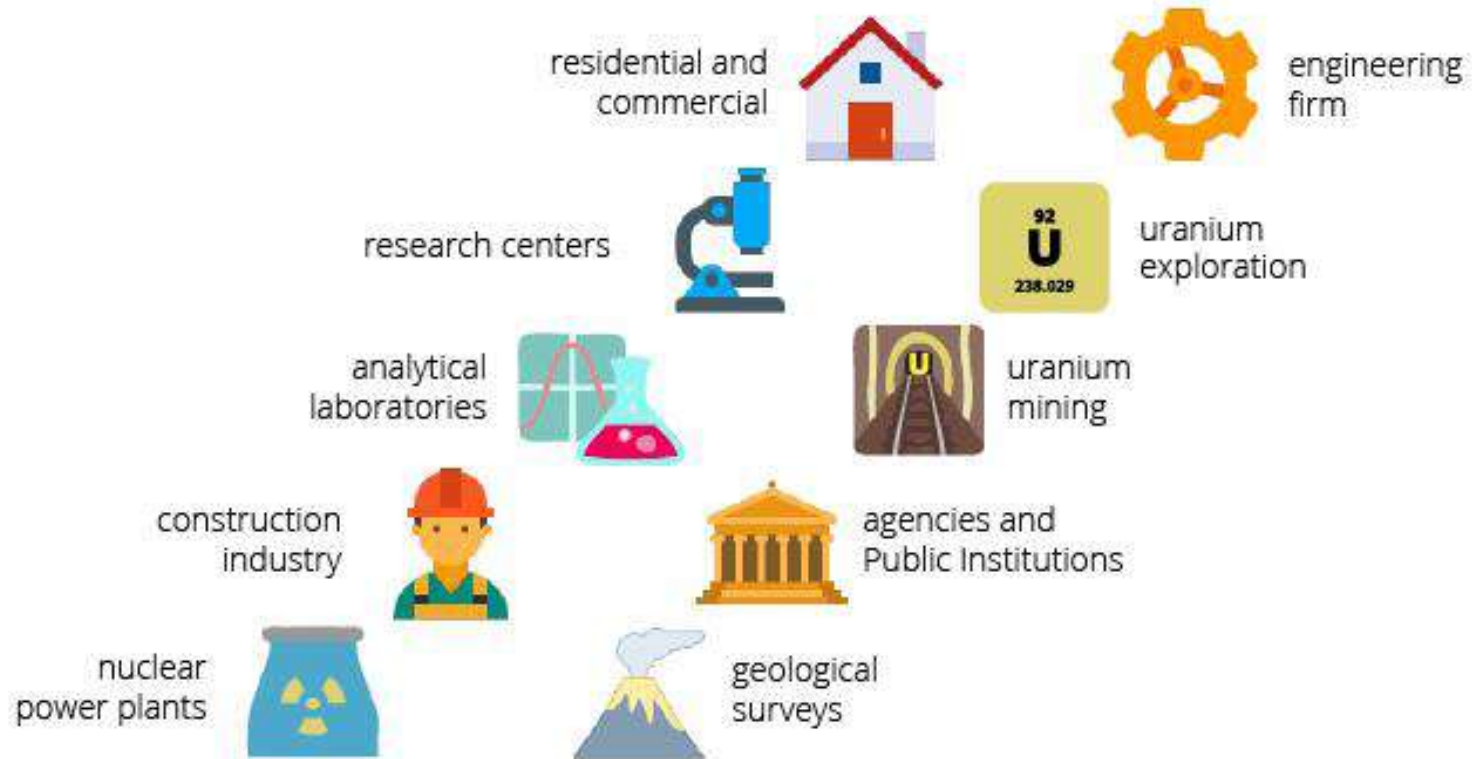 residential and
commercial
engineering
firm
research centers
92
U
238.029
uranium
exploration
analytical
laboratories
U
uranium
mining
construction
industry
agencies and
Public Institutions
nuclear
power plants
geological
surveys